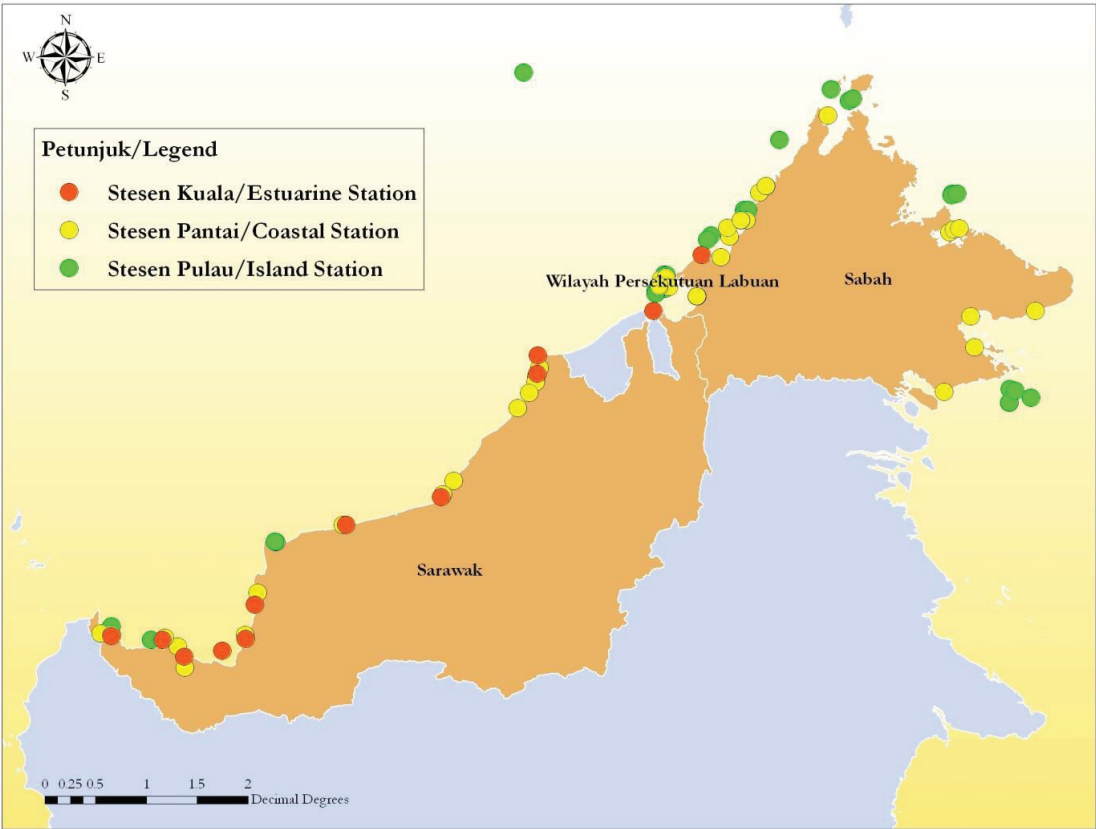 N
W E
S
Petunjuk/Legend
Stesen Kuala/Estuarine Station
Stesen Pantai/Coastal Station
Stesen Pulau/Island Station
Wilayah Persekutuan Labuan
Sabah
Sarawak
0 0.25 0.5 1 1.5 2
Decimal Degrees